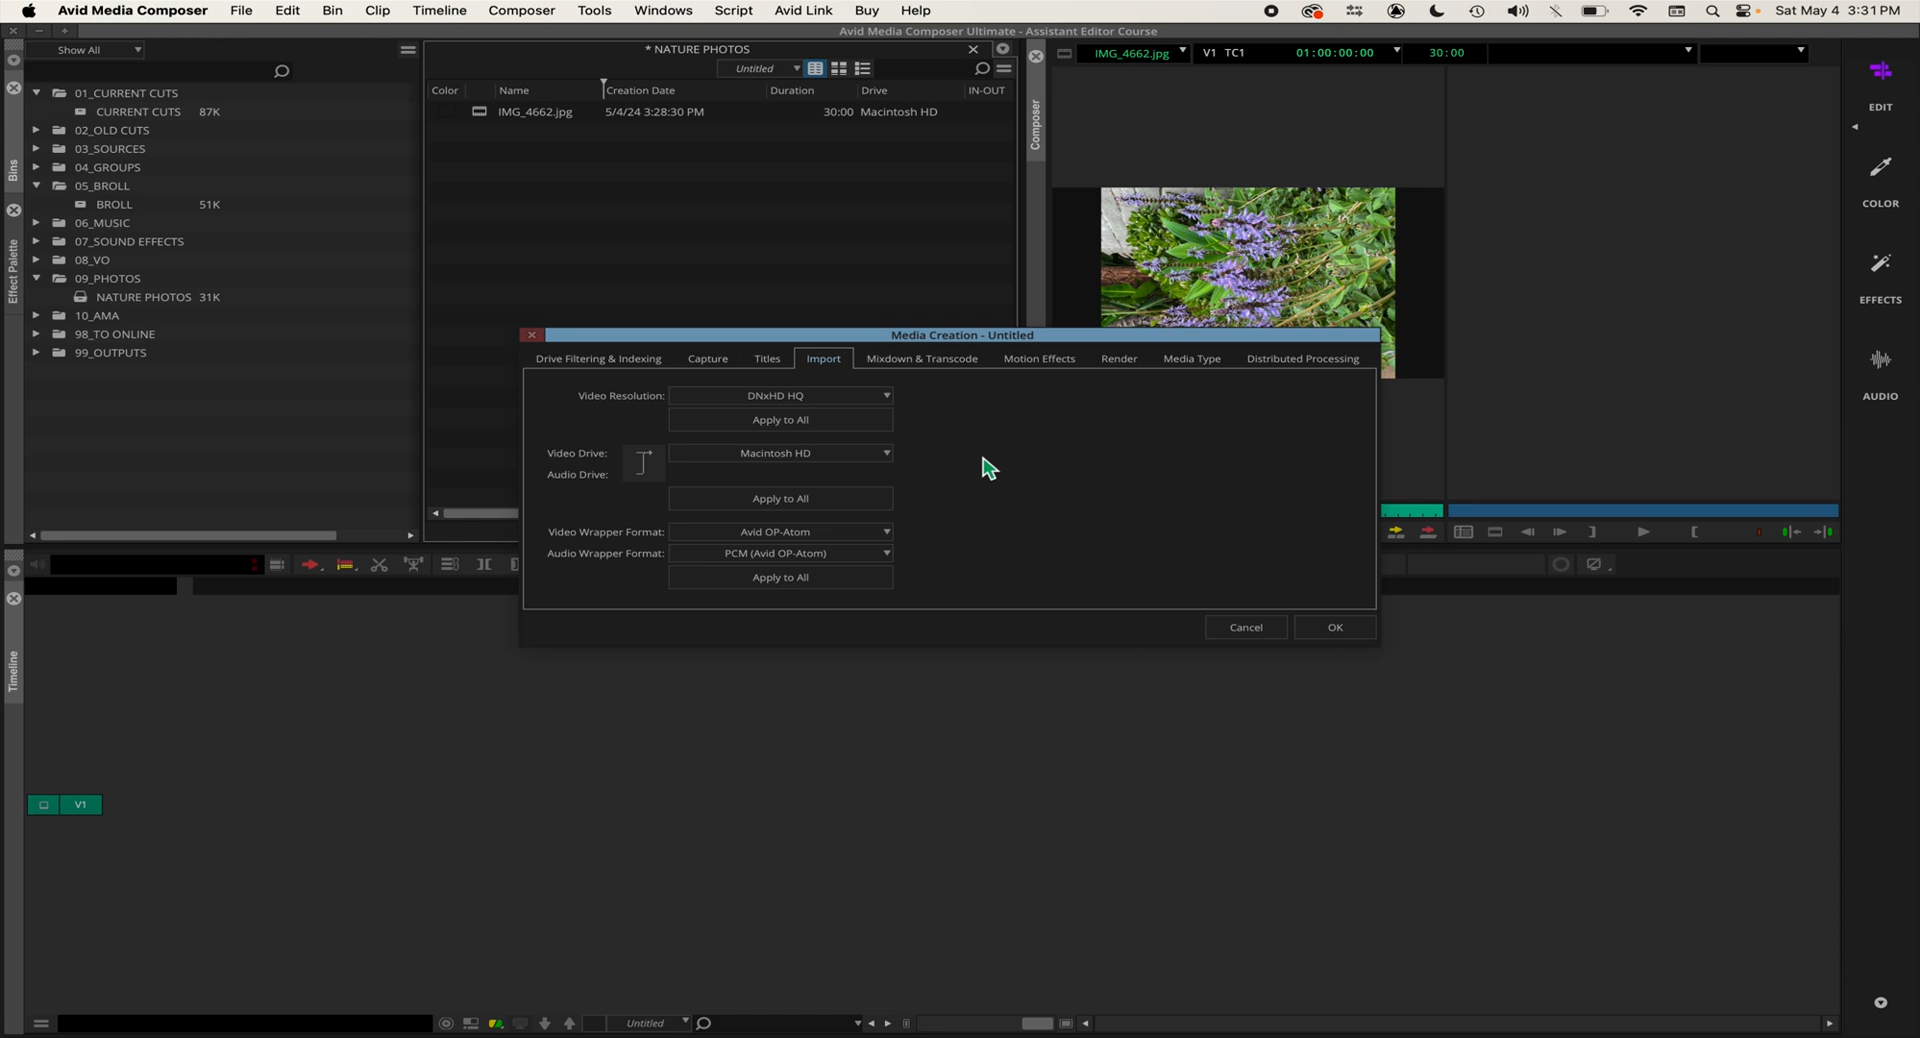 Avid Media Composer File Edit Bin Clip Timeline Composer Tools Windows Script Avid Link Buy Help Sat May 4 3:31 PM
Avid Media Composer Ultimate - Assistant Editor Course
Show All
01_CURRENT CUTS
CURRENT CUTS 87K
02_OLD CUTS
03_SOURCES
04_GROUPS
05_BROLL
BROLL 51K
06_MUSIC
07_SOUND EFFECTS
08_VO
09_PHOTOS
NATURE PHOTOS 31K
10_AMA
98_TO ONLINE
99_OUTPUTS
Bins
Effect Palette
* NATURE PHOTOS
Untitled
Color Name Creation Date Duration Drive IN-OUT
IMG_4662.jpg 5/4/24 3:28:30 PM 30:00 Macintosh HD
Composer
IMG_4662.jpg V1 TC1 01:00:00:00 30:00
EDIT
COLOR
EFFECTS
AUDIO
Media Creation - Untitled
Drive Filtering & Indexing Capture Titles Import Mixdown & Transcode Motion Effects Render Media Type Distributed Processing
Video Resolution: DNxHD HQ
Apply to All
Video Drive: Macintosh HD
Audio Drive:
Apply to All
Video Wrapper Format: Avid OP-Atom
Audio Wrapper Format: PCM (Avid OP-Atom)
Apply to All
Cancel OK
Timeline
V1
Untitled